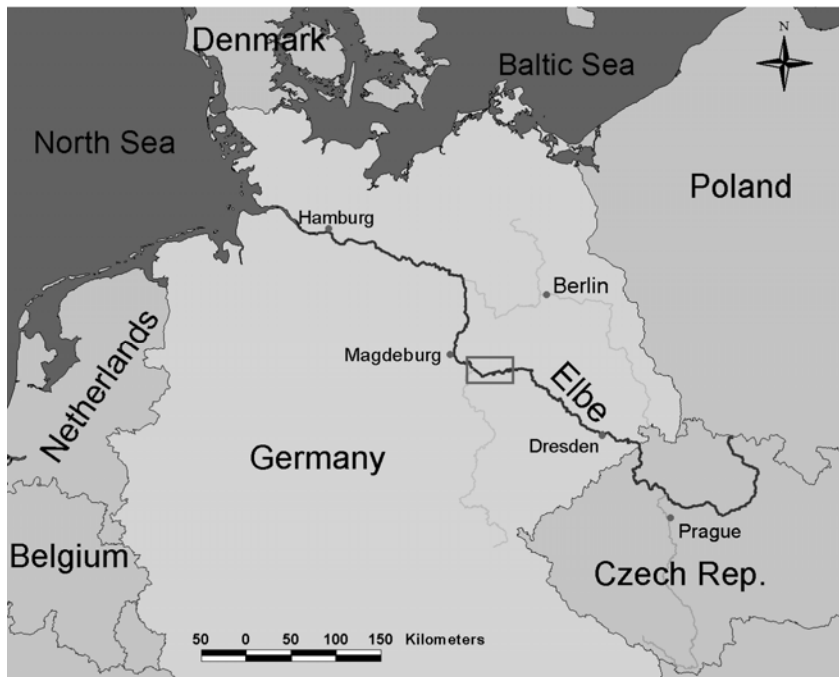 Denmark
N
Baltic Sea
North Sea
Poland
Hamburg
Berlin
Netherlands
Magdeburg
Elbe
Germany
Dresden
Prague
Belgium
Czech Rep.
50 0 50 100 150 Kilometers